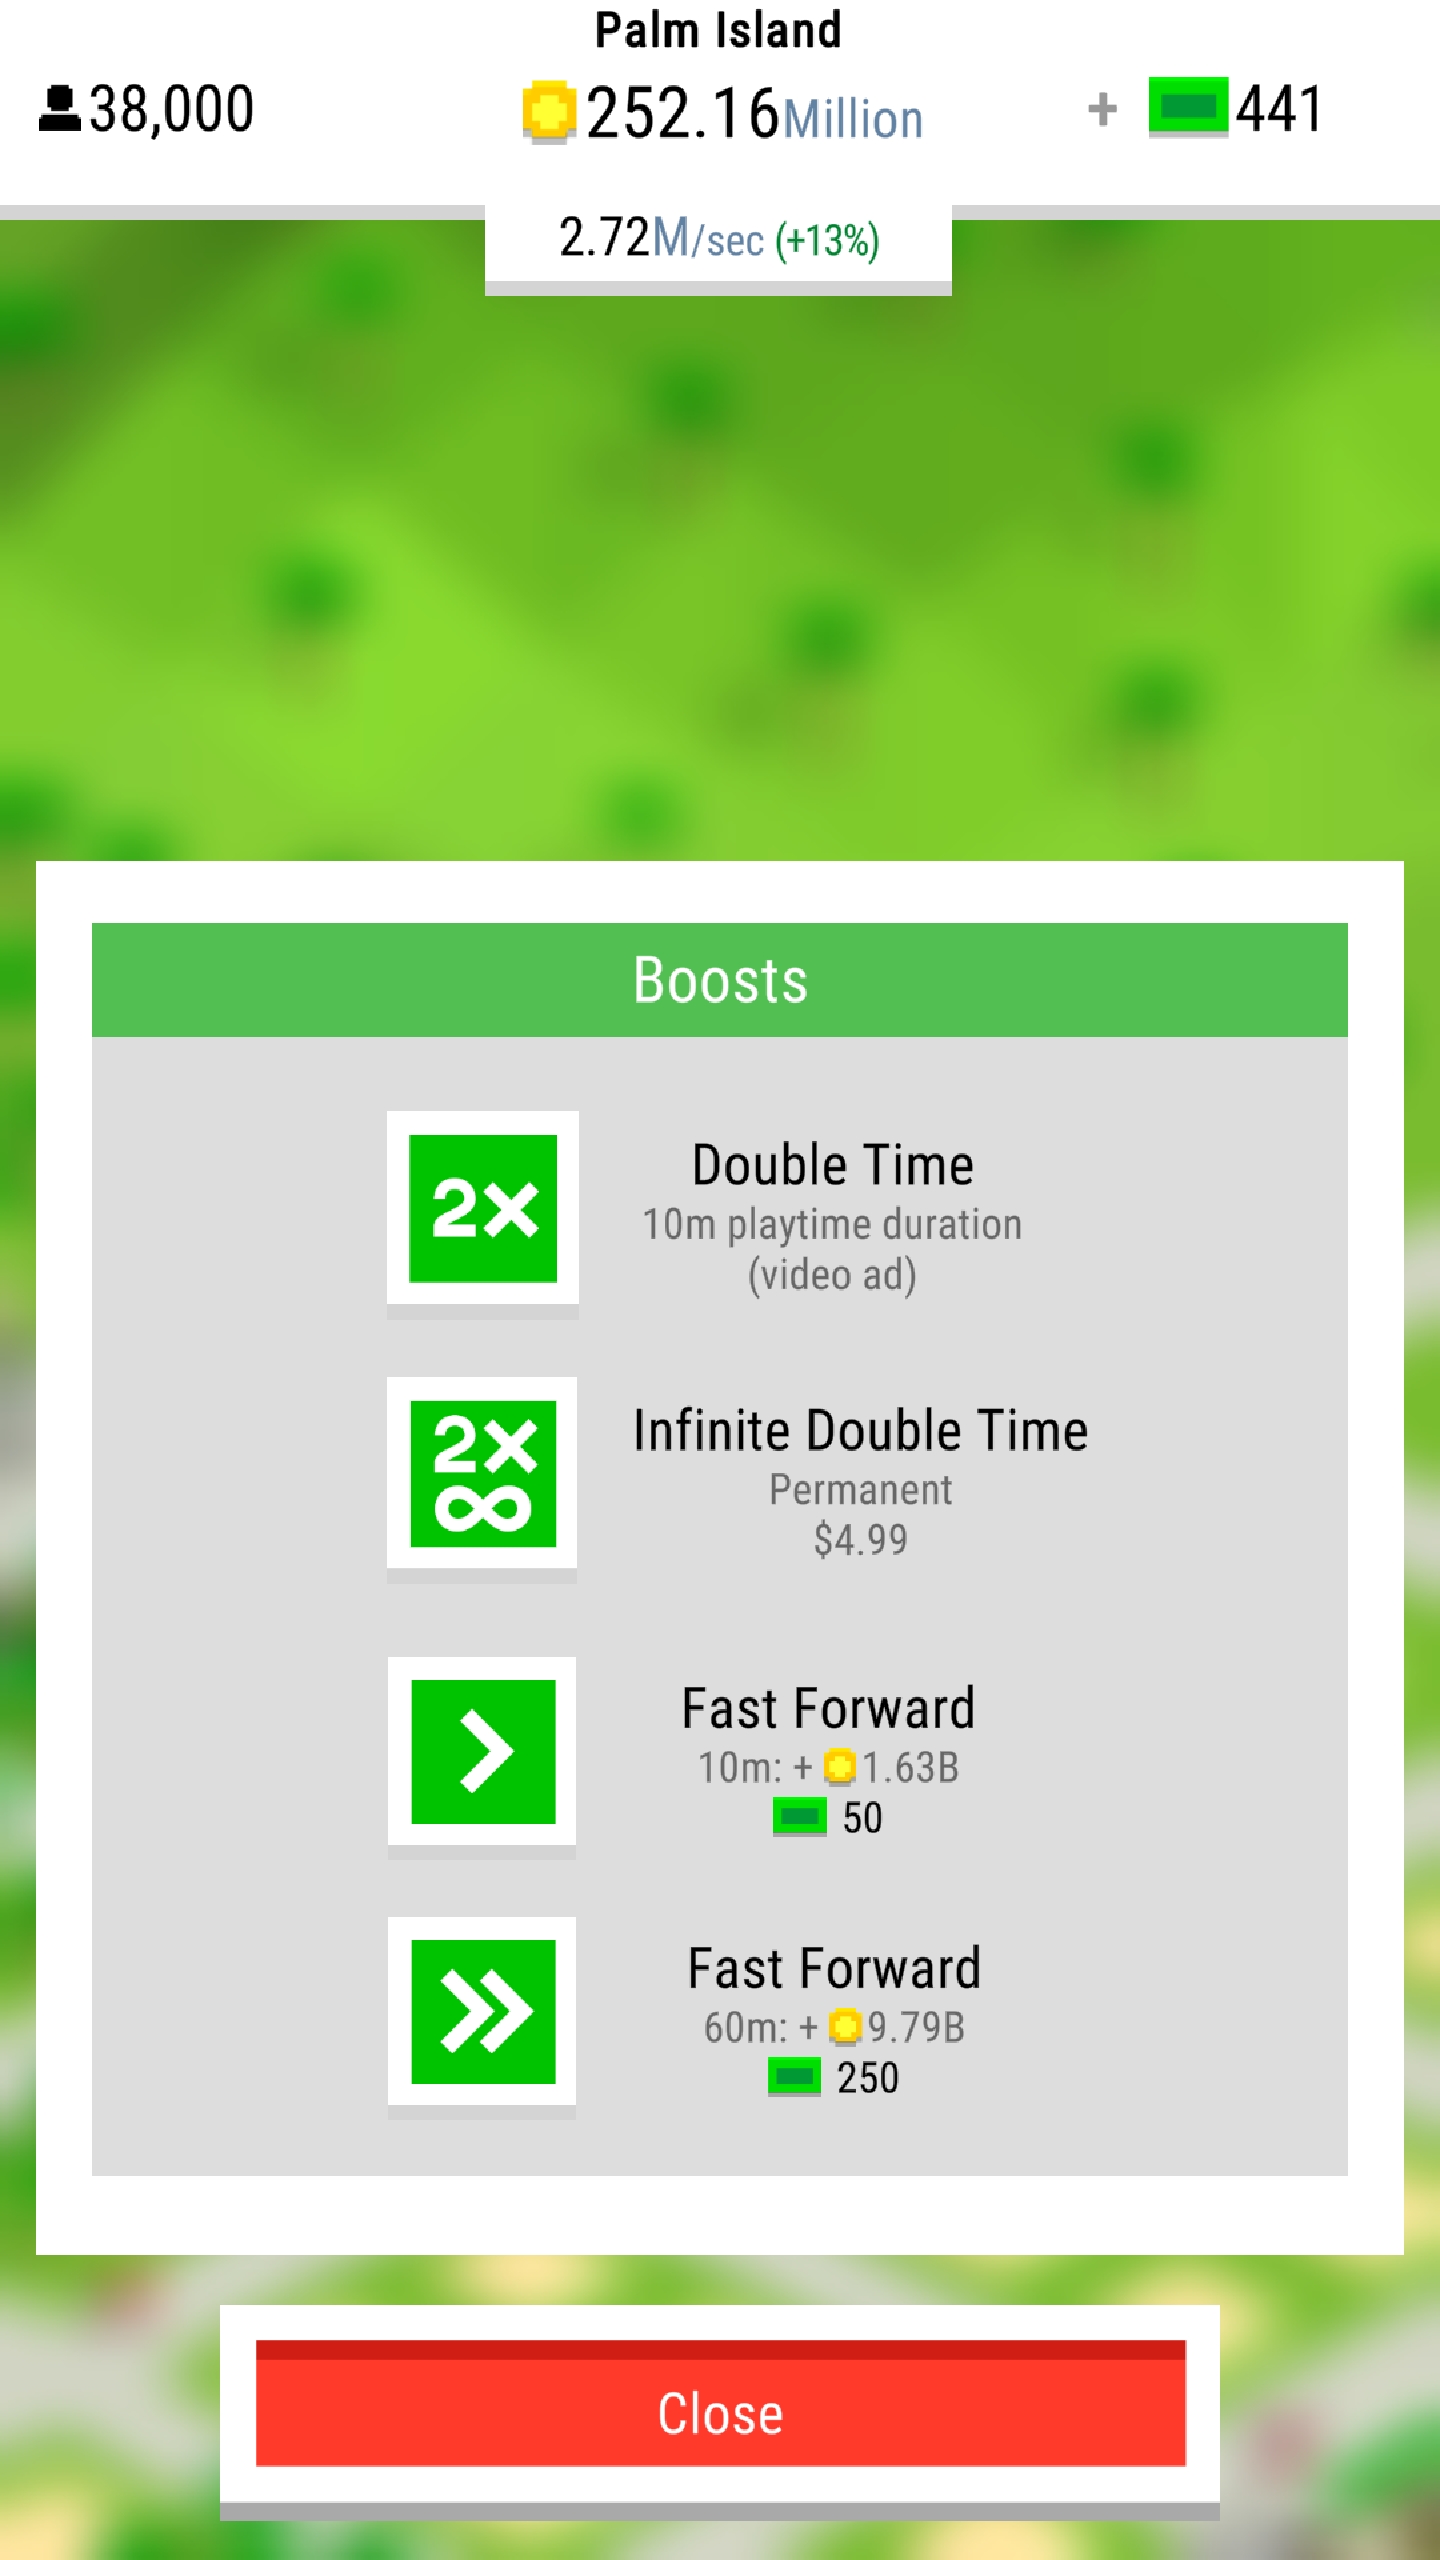 Palm Island
38,000
252.16Million
+ 441
2.72M/sec (+13%)
Boosts
2×
Double Time
10m playtime duration
(video ad)
2×
∞
Infinite Double Time
Permanent
$4.99
Fast Forward
10m: + 1.63B
50
Fast Forward
60m: + 9.79B
250
Close